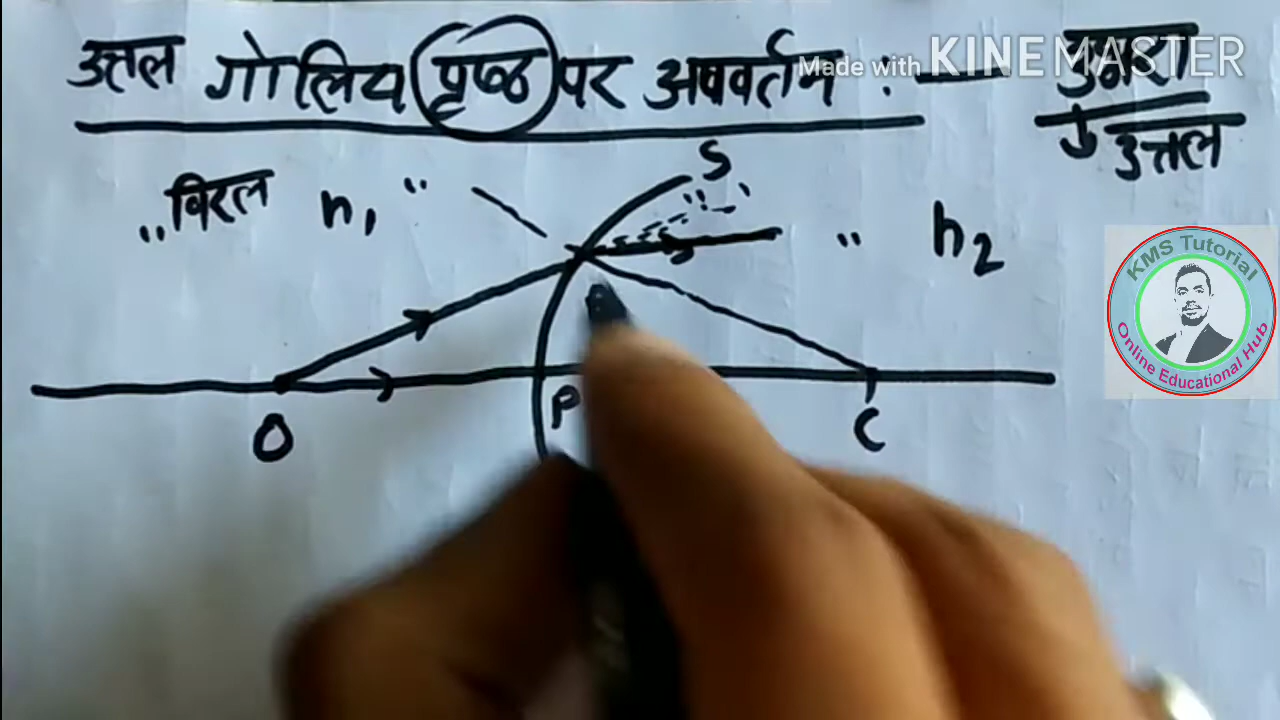 उत्तल गोलिय पृष्ठ पर अपवर्तन :—
उत्तल
Made with KINEMASTER
S
"विरल n₁"
" n₂
KMS Tutorial
Online Educational Hub
O P C